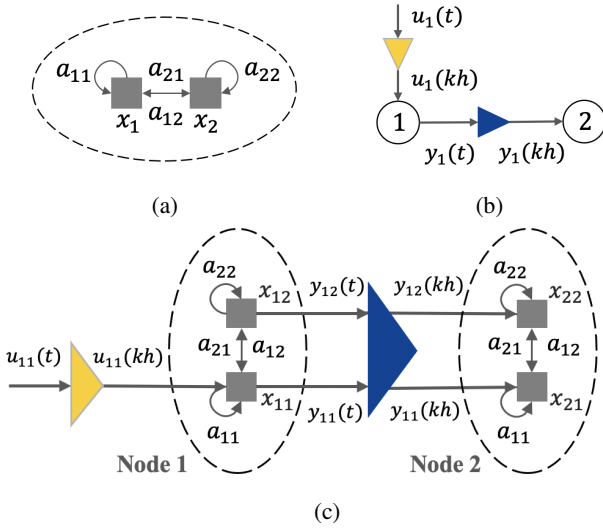 a₁₁ a₂₁ a₂₂
a₁₂
x₁ x₂
(a)
u₁(t)
u₁(kh)
1 2
y₁(t) y₁(kh)
(b)
a₂₂ x₁₂ y₁₂(t) y₁₂(kh) a₂₂ x₂₂
u₁₁(t) u₁₁(kh) a₂₁ a₁₂ a₂₁ a₁₂
a₁₁ x₁₁ y₁₁(t) y₁₁(kh) a₁₁ x₂₁
Node 1 Node 2
(c)